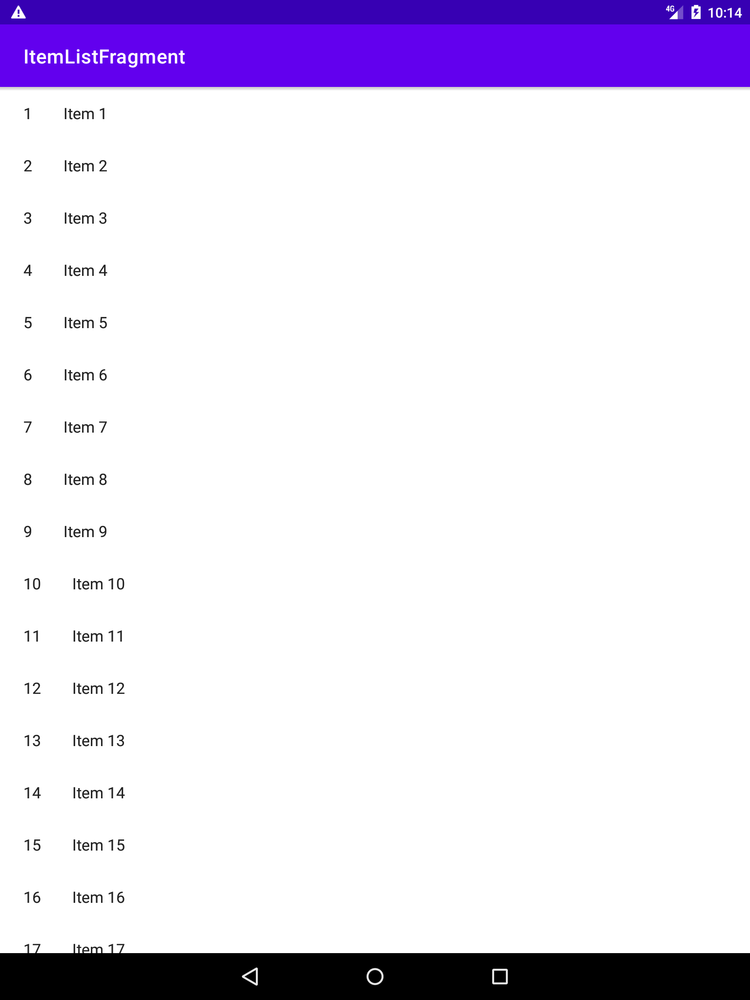 4G 10:14
ItemListFragment
1 Item 1
2 Item 2
3 Item 3
4 Item 4
5 Item 5
6 Item 6
7 Item 7
8 Item 8
9 Item 9
10 Item 10
11 Item 11
12 Item 12
13 Item 13
14 Item 14
15 Item 15
16 Item 16
17 Item 17